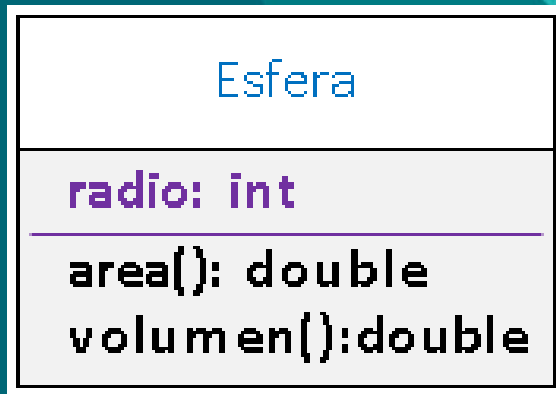 Esfera
radio: int
area(): double
volumen():double